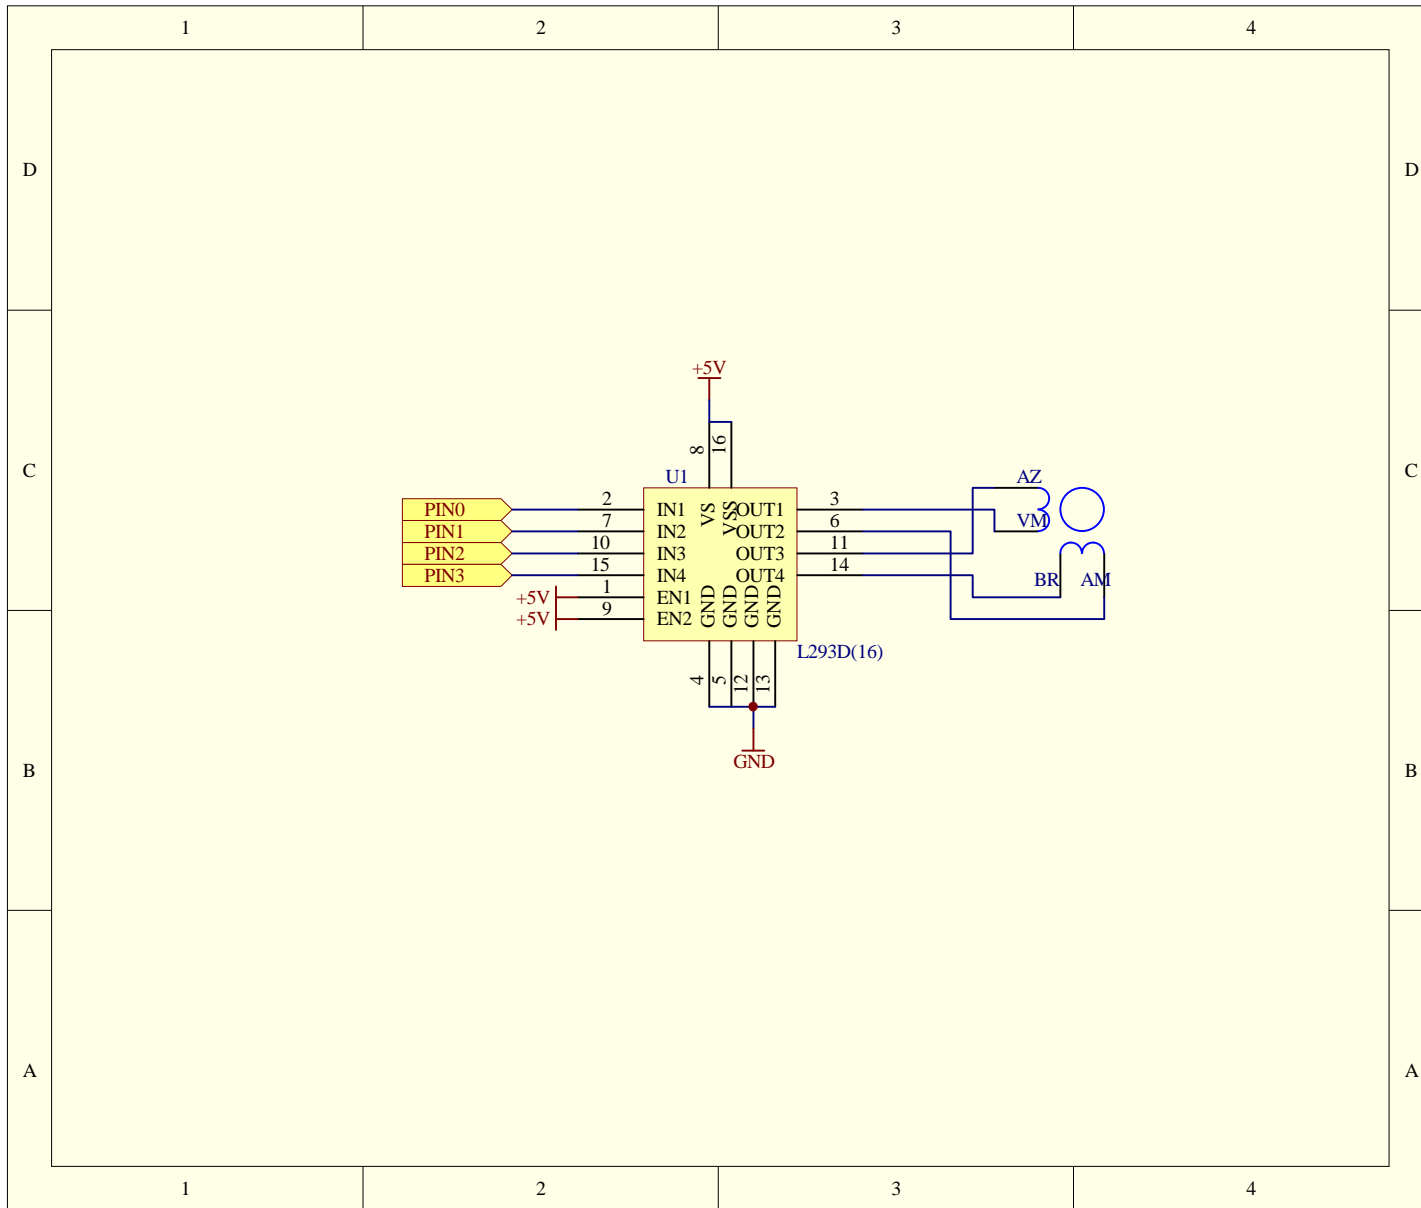 1 2 3 4
D D
+5V
8 16
C C
U1 AZ
PIN0 2 IN1 VS VSS OUT1 3
PIN1 7 IN2 OUT2 6 VM
PIN2 10 IN3 OUT3 11
PIN3 15 IN4 OUT4 14 BR AM
+5V 1 EN1 GND GND GND GND
+5V 9 EN2
L293D(16)
4 5 12 13
GND
B B
A A
1 2 3 4